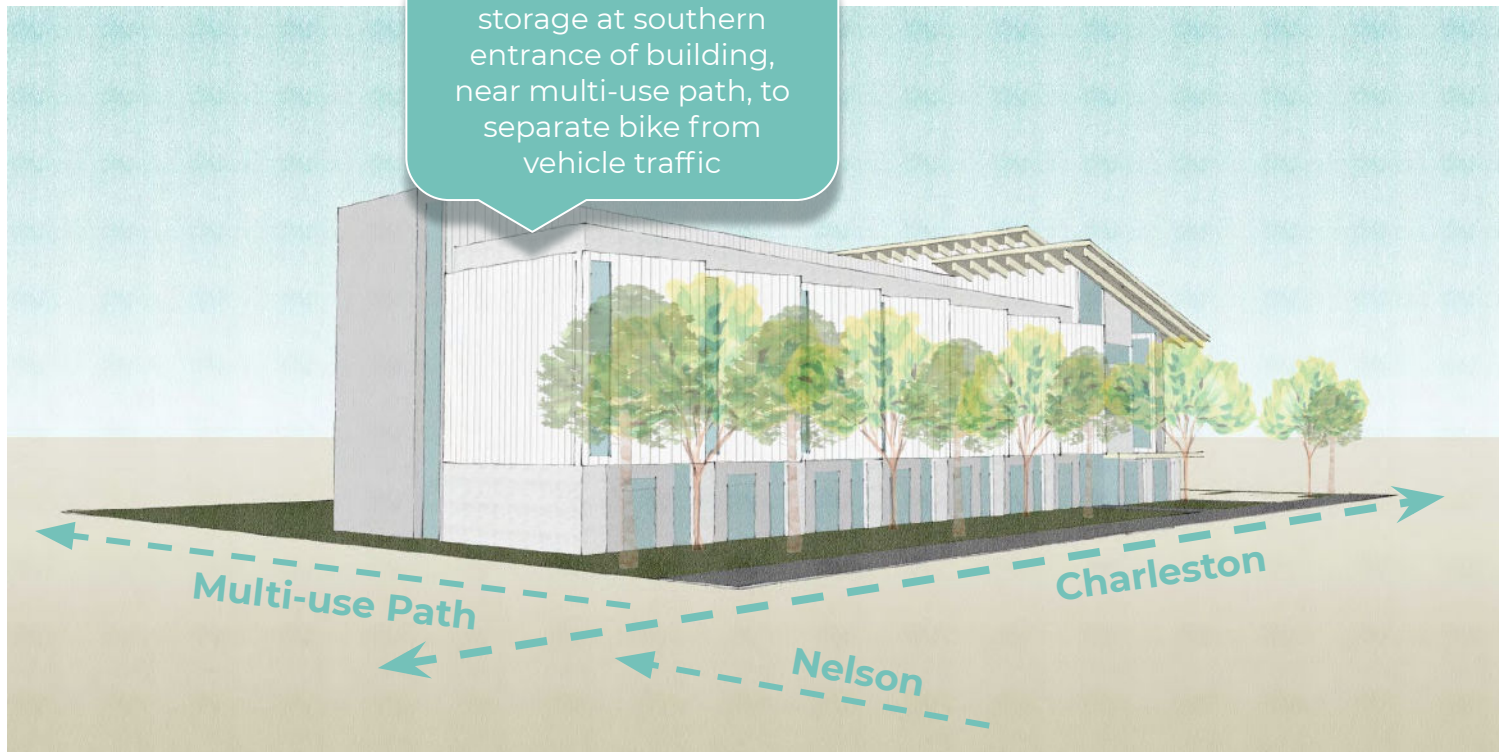 storage at southern
entrance of building,
near multi-use path, to
separate bike from
vehicle traffic
Charleston
Multi-use Path
Nelson